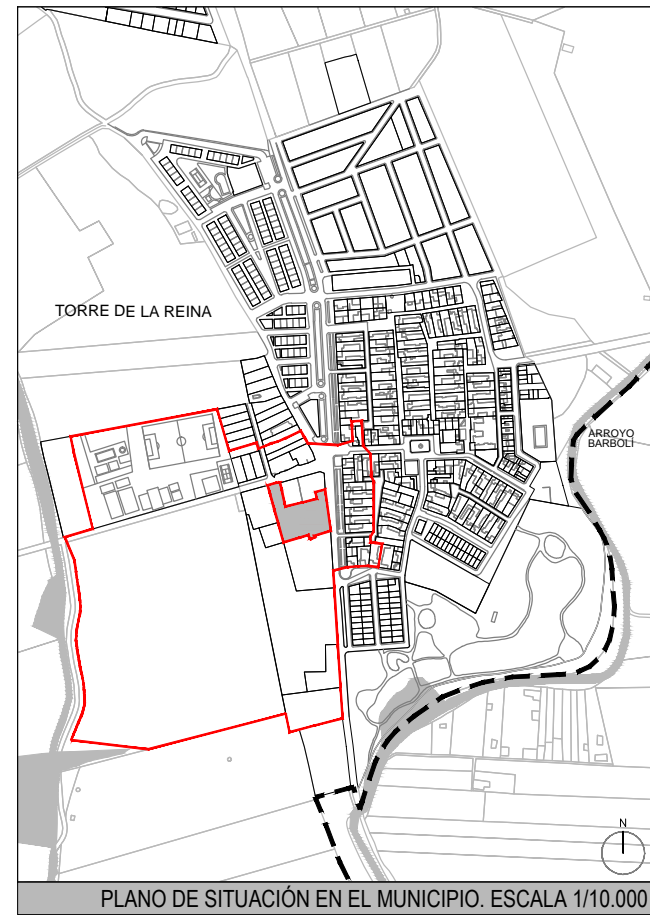 TORRE DE LA REINA
ARROYO
BARBOLÍ
N
PLANO DE SITUACIÓN EN EL MUNICIPIO. ESCALA 1/10.000